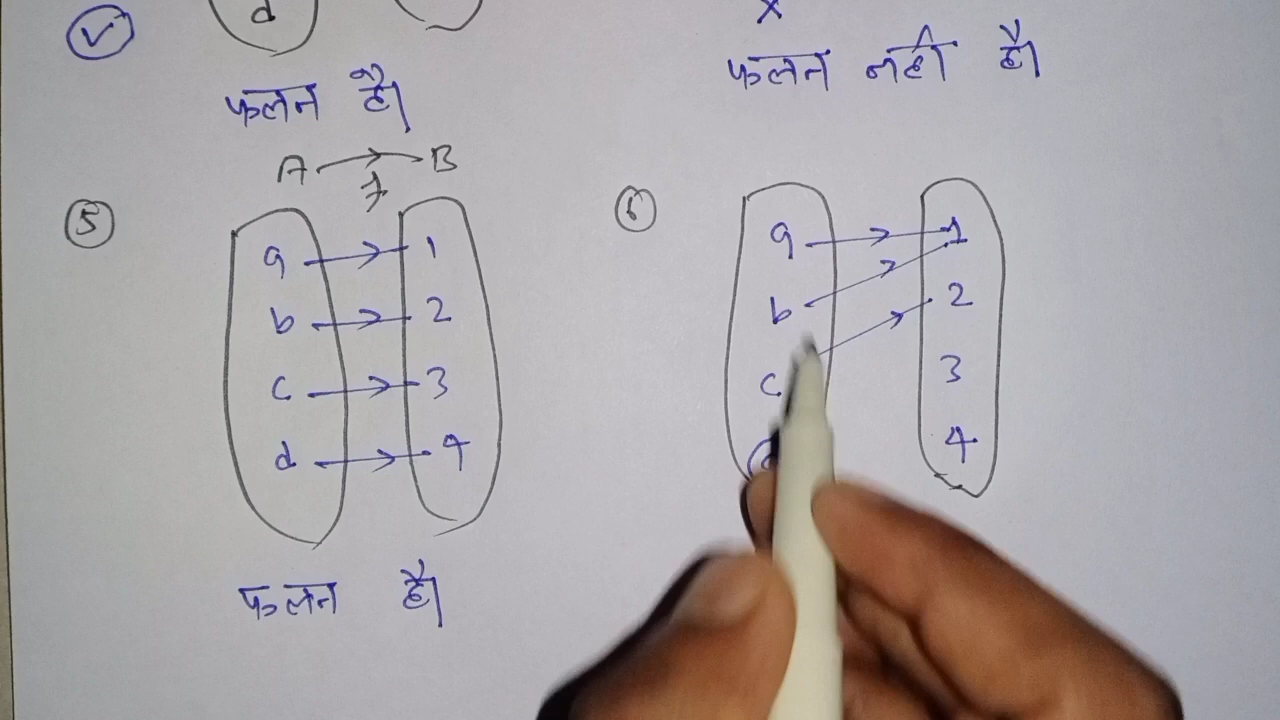 d
फलन है।
x
फलन नही है।
5
A → B
f
a → 1
b → 2
c → 3
d → 4
फलन है।
6
a → 1
b
c → 2
3
4